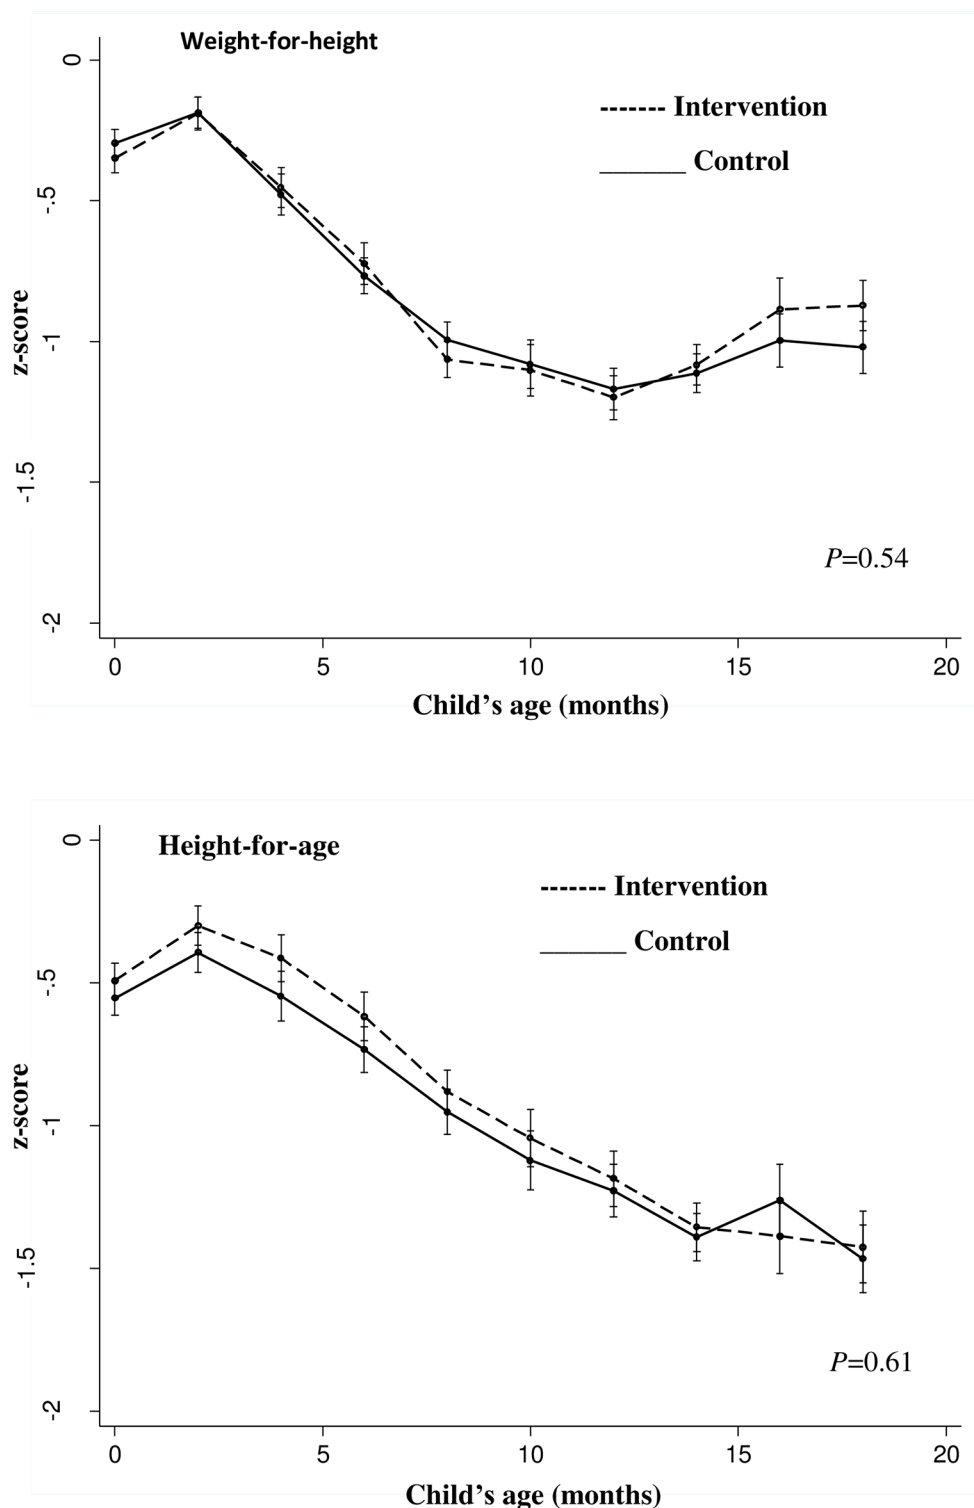 Weight-for-height
------- Intervention
______ Control
z-score
0
-.5
-1
-1.5
-2
P=0.54
0 5 10 15 20
Child’s age (months)
Height-for-age
------- Intervention
______ Control
z-score
0
-.5
-1
-1.5
-2
P=0.61
0 5 10 15 20
Child’s age (months)